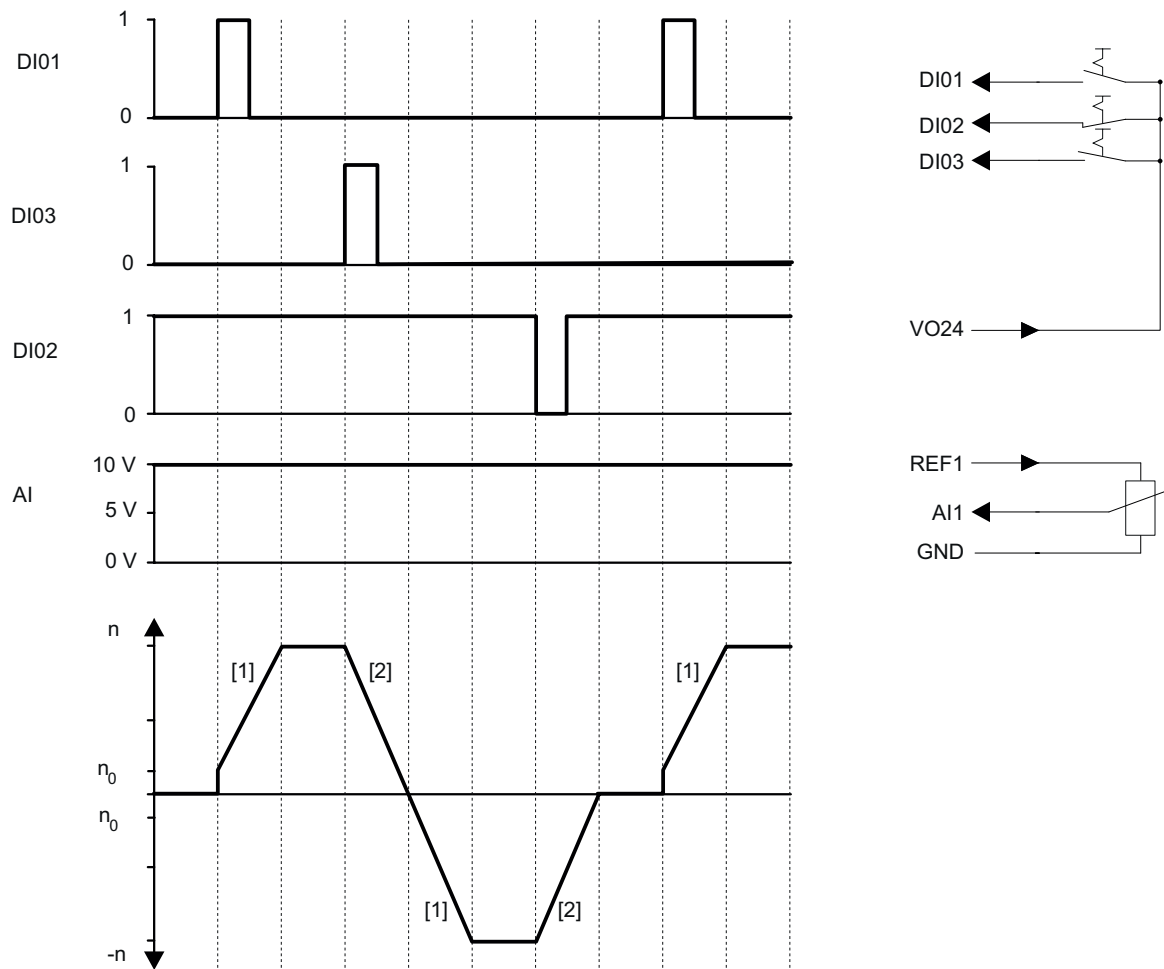 DI01
1
0
DI03
1
0
DI02
1
0
AI
10 V
5 V
0 V
n
[1]
[2]
[1]
n0
n0
[1]
[2]
-n
DI01
DI02
DI03
VO24
REF1
AI1
GND